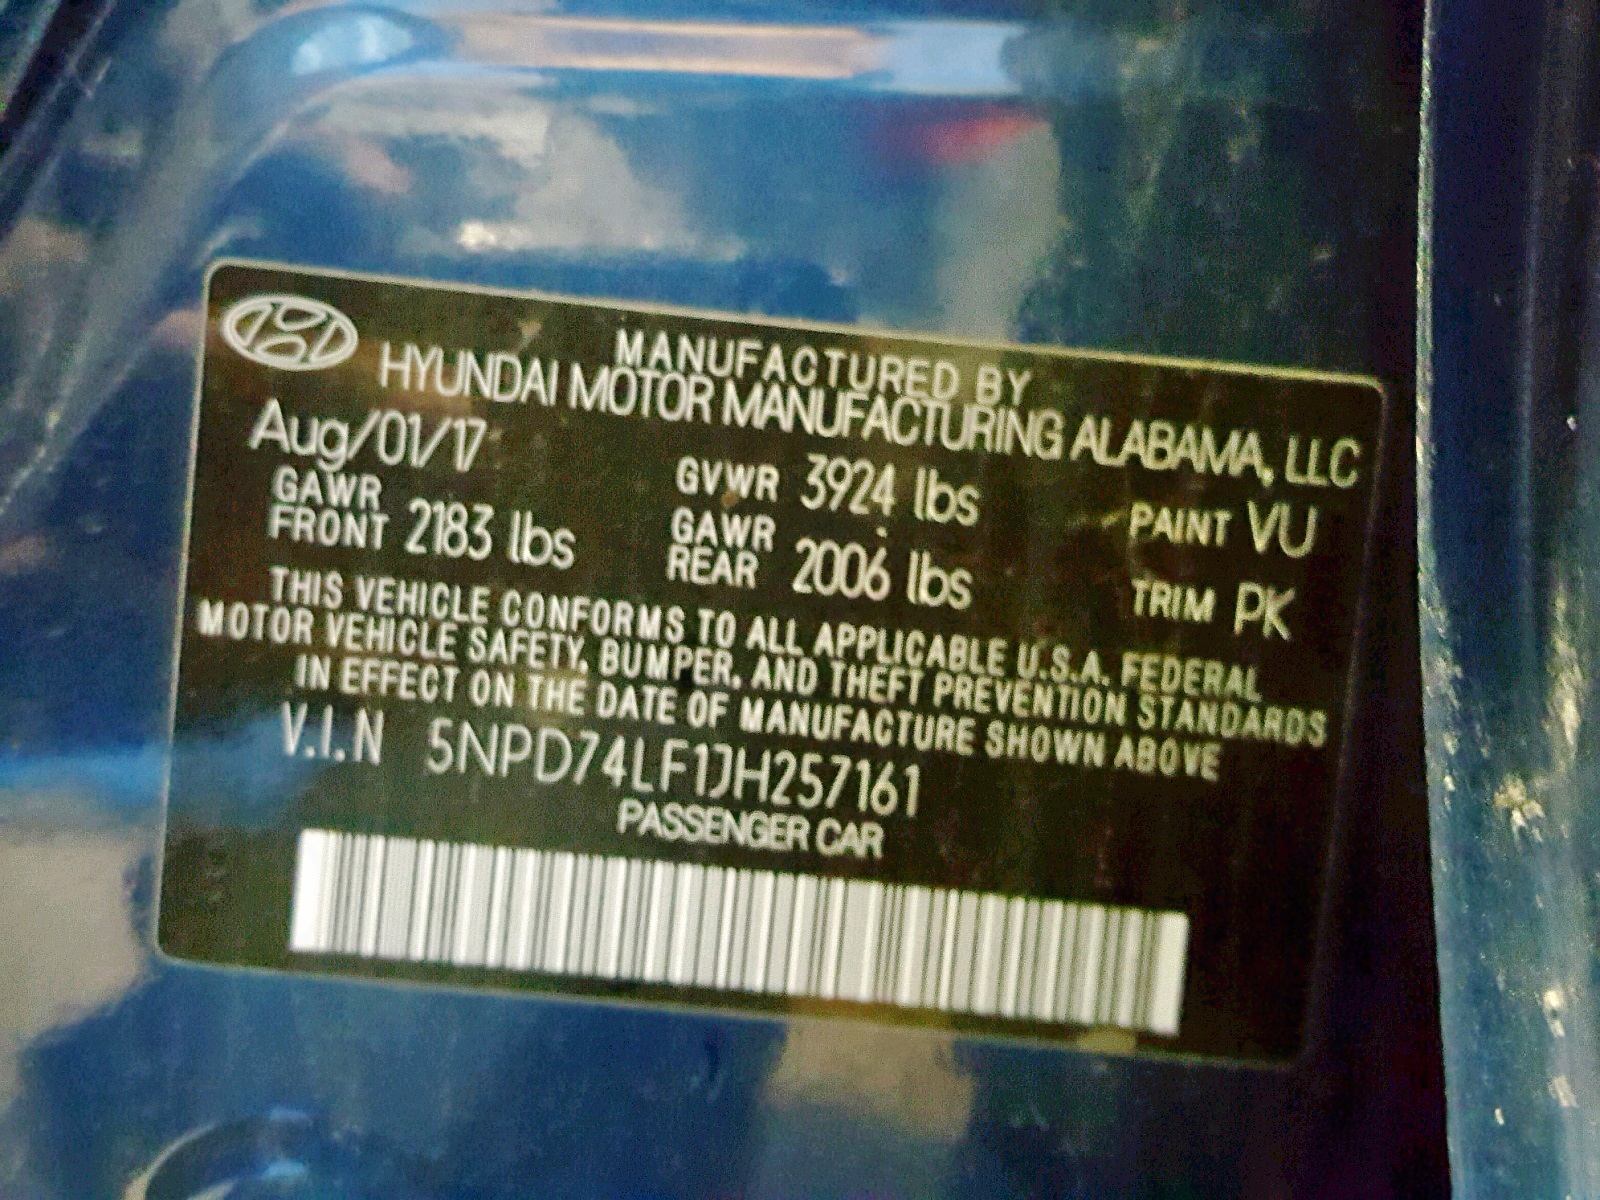 MANUFACTURED BY
HYUNDAI MOTOR MANUFACTURING ALABAMA, LLC
Aug/01/17 GVWR 3924 lbs PAINT VU
GAWR FRONT 2183 lbs GAWR REAR 2006 lbs TRIM PK
THIS VEHICLE CONFORMS TO ALL APPLICABLE U.S.A. FEDERAL
MOTOR VEHICLE SAFETY, BUMPER, AND THEFT PREVENTION STANDARDS
IN EFFECT ON THE DATE OF MANUFACTURE SHOWN ABOVE
V.I.N 5NPD74LF1JH257161
PASSENGER CAR